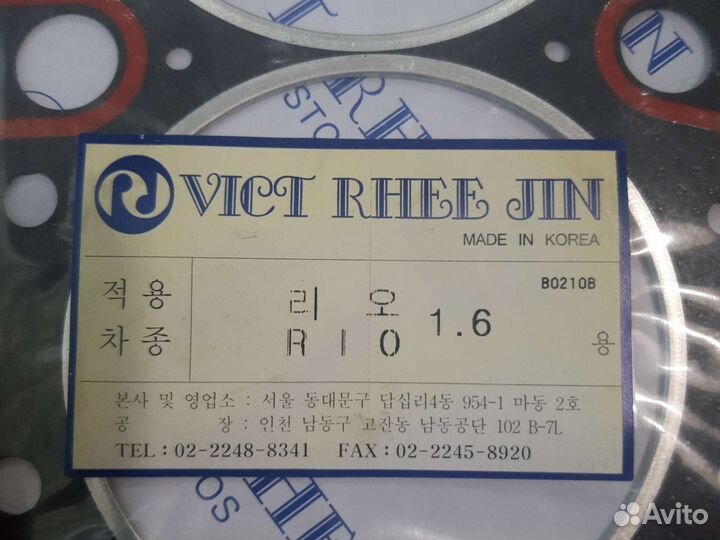 VICT RHEE JIN
MADE IN KOREA
B0210B
적용 리오 1.6
차종 RIO 용
본사 및 영업소 : 서울 동대문구 답십리4동 954-1 마동 2호
공 장 : 인천 남동구 고잔동 남동공단 102 B-7L
TEL : 02-2248-8341 FAX : 02-2245-8920
Avito